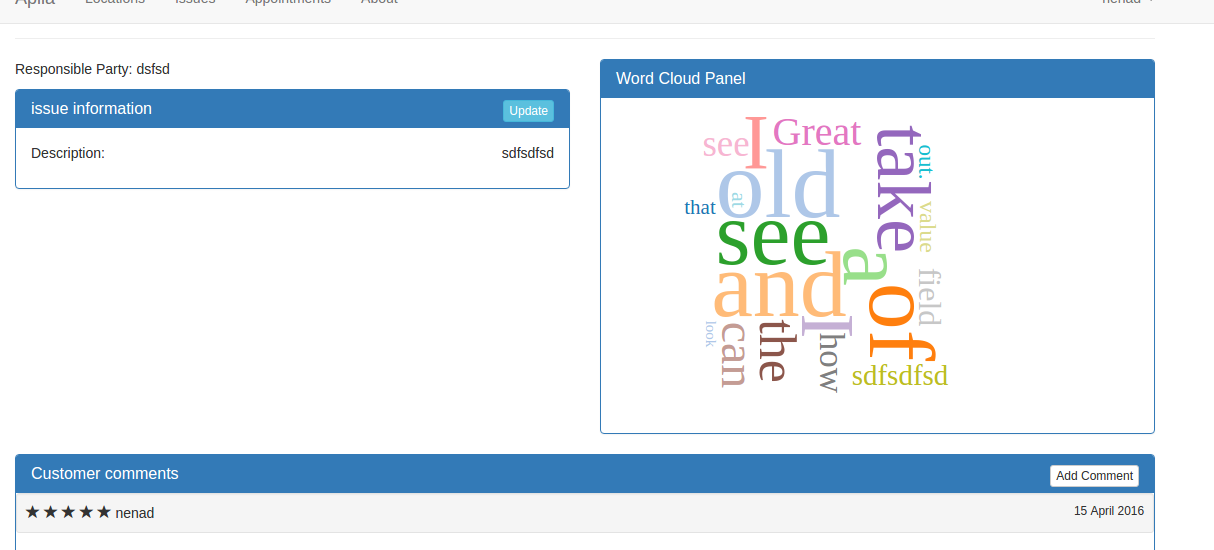 Apila Locations Issues Appointments About nenad
Responsible Party: dsfsd
issue information Update
Description: sdfsdfsd
Word Cloud Panel
see I Great
take
out.
old
at
that
value
see
a
and
of
field
look
can
the
I
how
sdfsdfsd
Customer comments Add Comment
★★★★★ nenad 15 April 2016